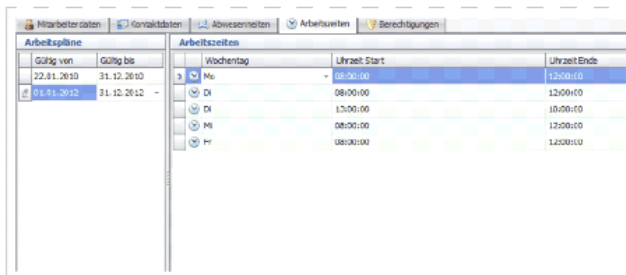 Mitarbeiterdaten Kontaktdaten Abwesenheiten Arbeitszeiten Berechtigungen
Arbeitspläne Arbeitszeiten
Gültig von Gültig bis Wochentag Uhrzeit Start Uhrzeit Ende
22.01.2010 31.12.2010 Mo 08:00:00 12:00:00
01.01.2012 31.12.2012 Di 08:00:00 12:00:00
Di 13:00:00
Mi 08:00:00 12:00:00
Fr 08:00:00 12:00:00